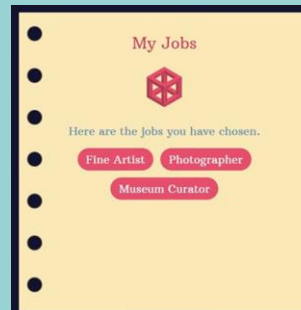 My Jobs
Here are the jobs you have chosen.
Fine Artist Photographer
Museum Curator